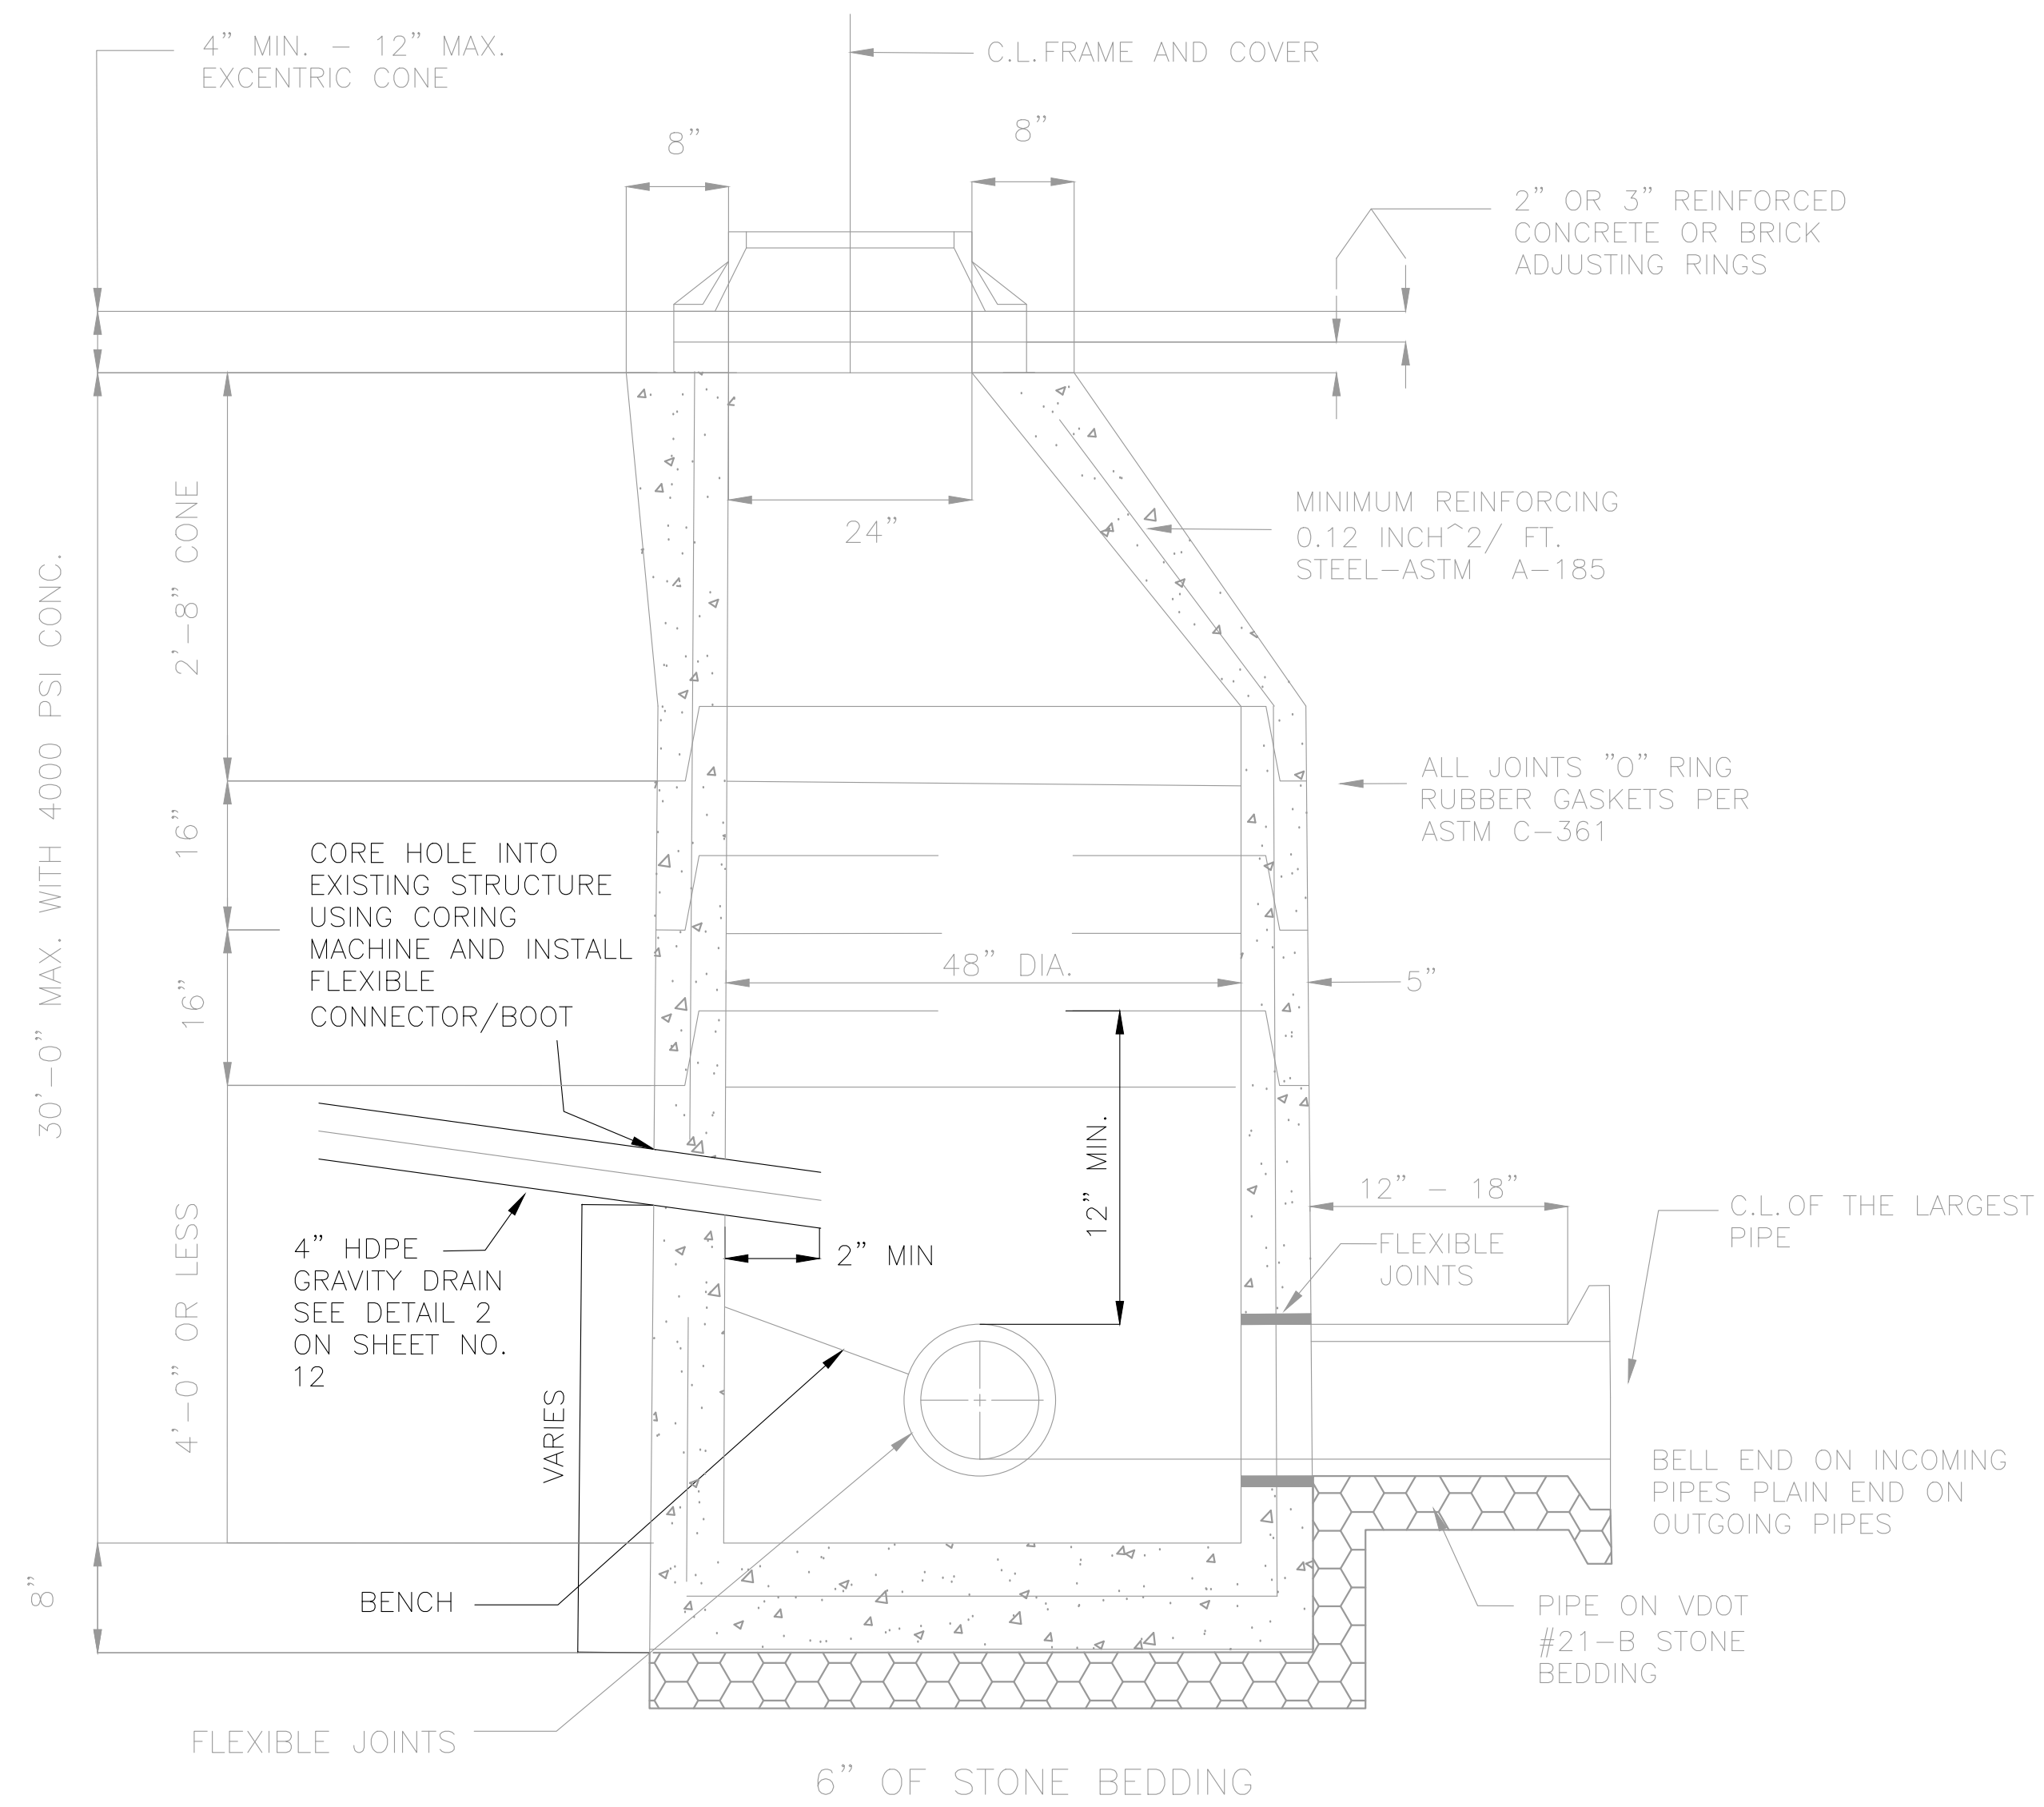 4" MIN. – 12" MAX.
EXCENTRIC CONE
C.L.FRAME AND COVER
8"
8"
2" OR 3" REINFORCED
CONCRETE OR BRICK
ADJUSTING RINGS
24"
MINIMUM REINFORCING
0.12 INCH^2/ FT.
STEEL–ASTM A–185
2'–8" CONE
30'–0" MAX. WITH 4000 PSI CONC.
16"
ALL JOINTS "O" RING
RUBBER GASKETS PER
ASTM C–361
CORE HOLE INTO
EXISTING STRUCTURE
USING CORING
MACHINE AND INSTALL
FLEXIBLE
CONNECTOR/BOOT
16"
48" DIA.
5"
12" MIN.
12" – 18"
C.L. OF THE LARGEST
PIPE
FLEXIBLE
JOINTS
4" HDPE
GRAVITY DRAIN
SEE DETAIL 2
ON SHEET NO.
12
2" MIN
4'–0" OR LESS
VARIES
BELL END ON INCOMING
PIPES PLAIN END ON
OUTGOING PIPES
8"
BENCH
PIPE ON VDOT
#21–B STONE
BEDDING
FLEXIBLE JOINTS
6" OF STONE BEDDING